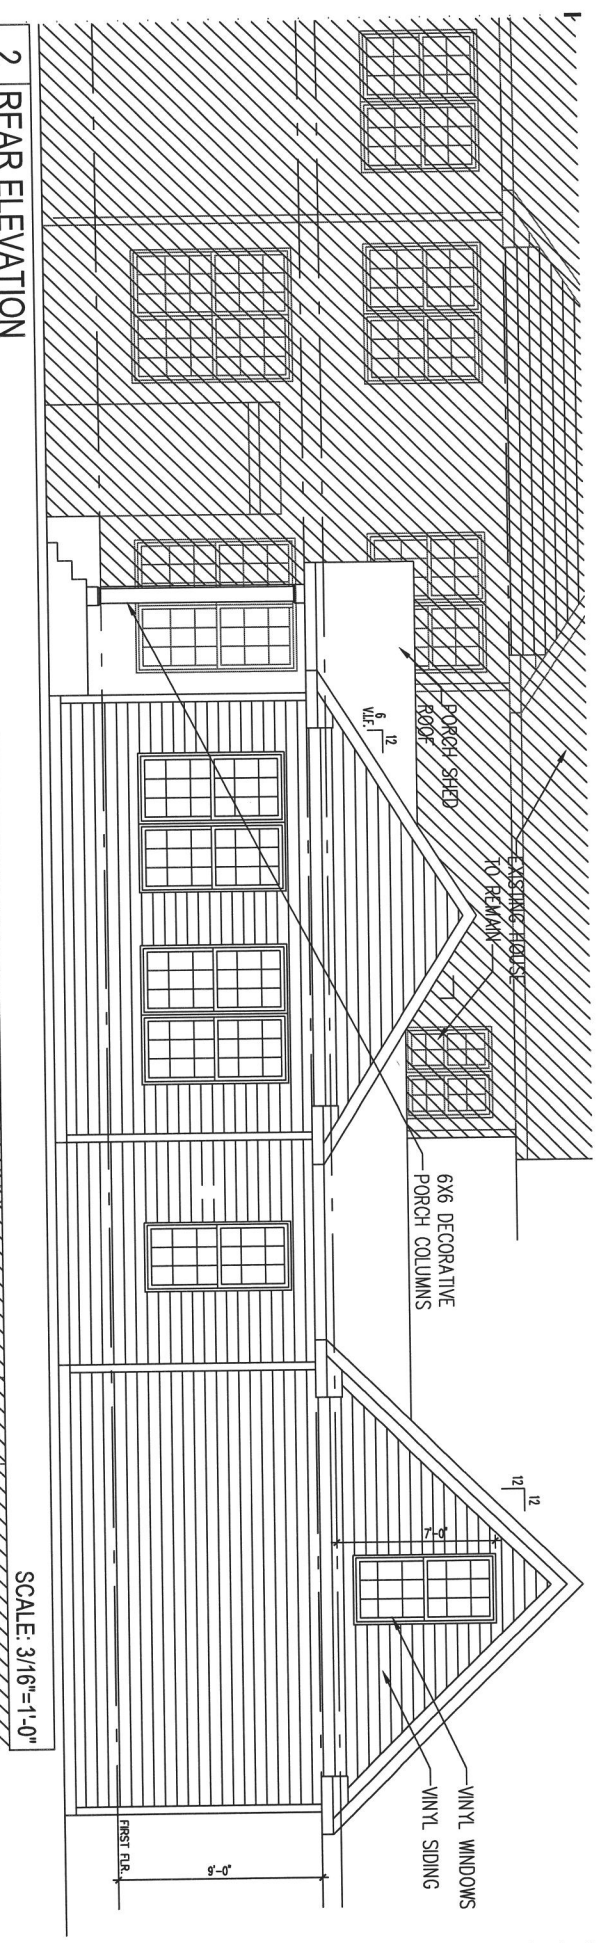 EXISTING HOUSE
TO REMAIN
PORCH SHED
ROOF
12
6
V.I.F.
6X6 DECORATIVE
PORCH COLUMNS
12
12
7'-0"
VINYL WINDOWS
VINYL SIDING
9'-0"
FIRST FLR.
2
REAR ELEVATION
SCALE: 3/16"=1'-0"